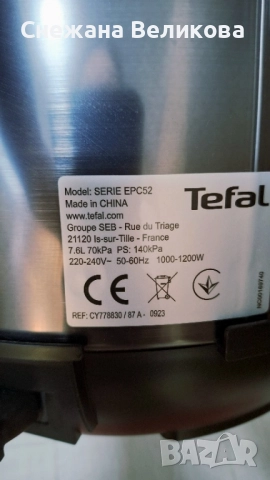 Снежана Великова
Model: SERIE EPC52
Made in CHINA
www.tefal.com
Tefal
Groupe SEB - Rue du Triage
21120 Is-sur-Tille - France
7.6L 70kPa PS: 140kPa
220-240V~ 50-60Hz 1000-1200W
CE
REF: CY778830 / 87 A - 0923
BAZAR
bg